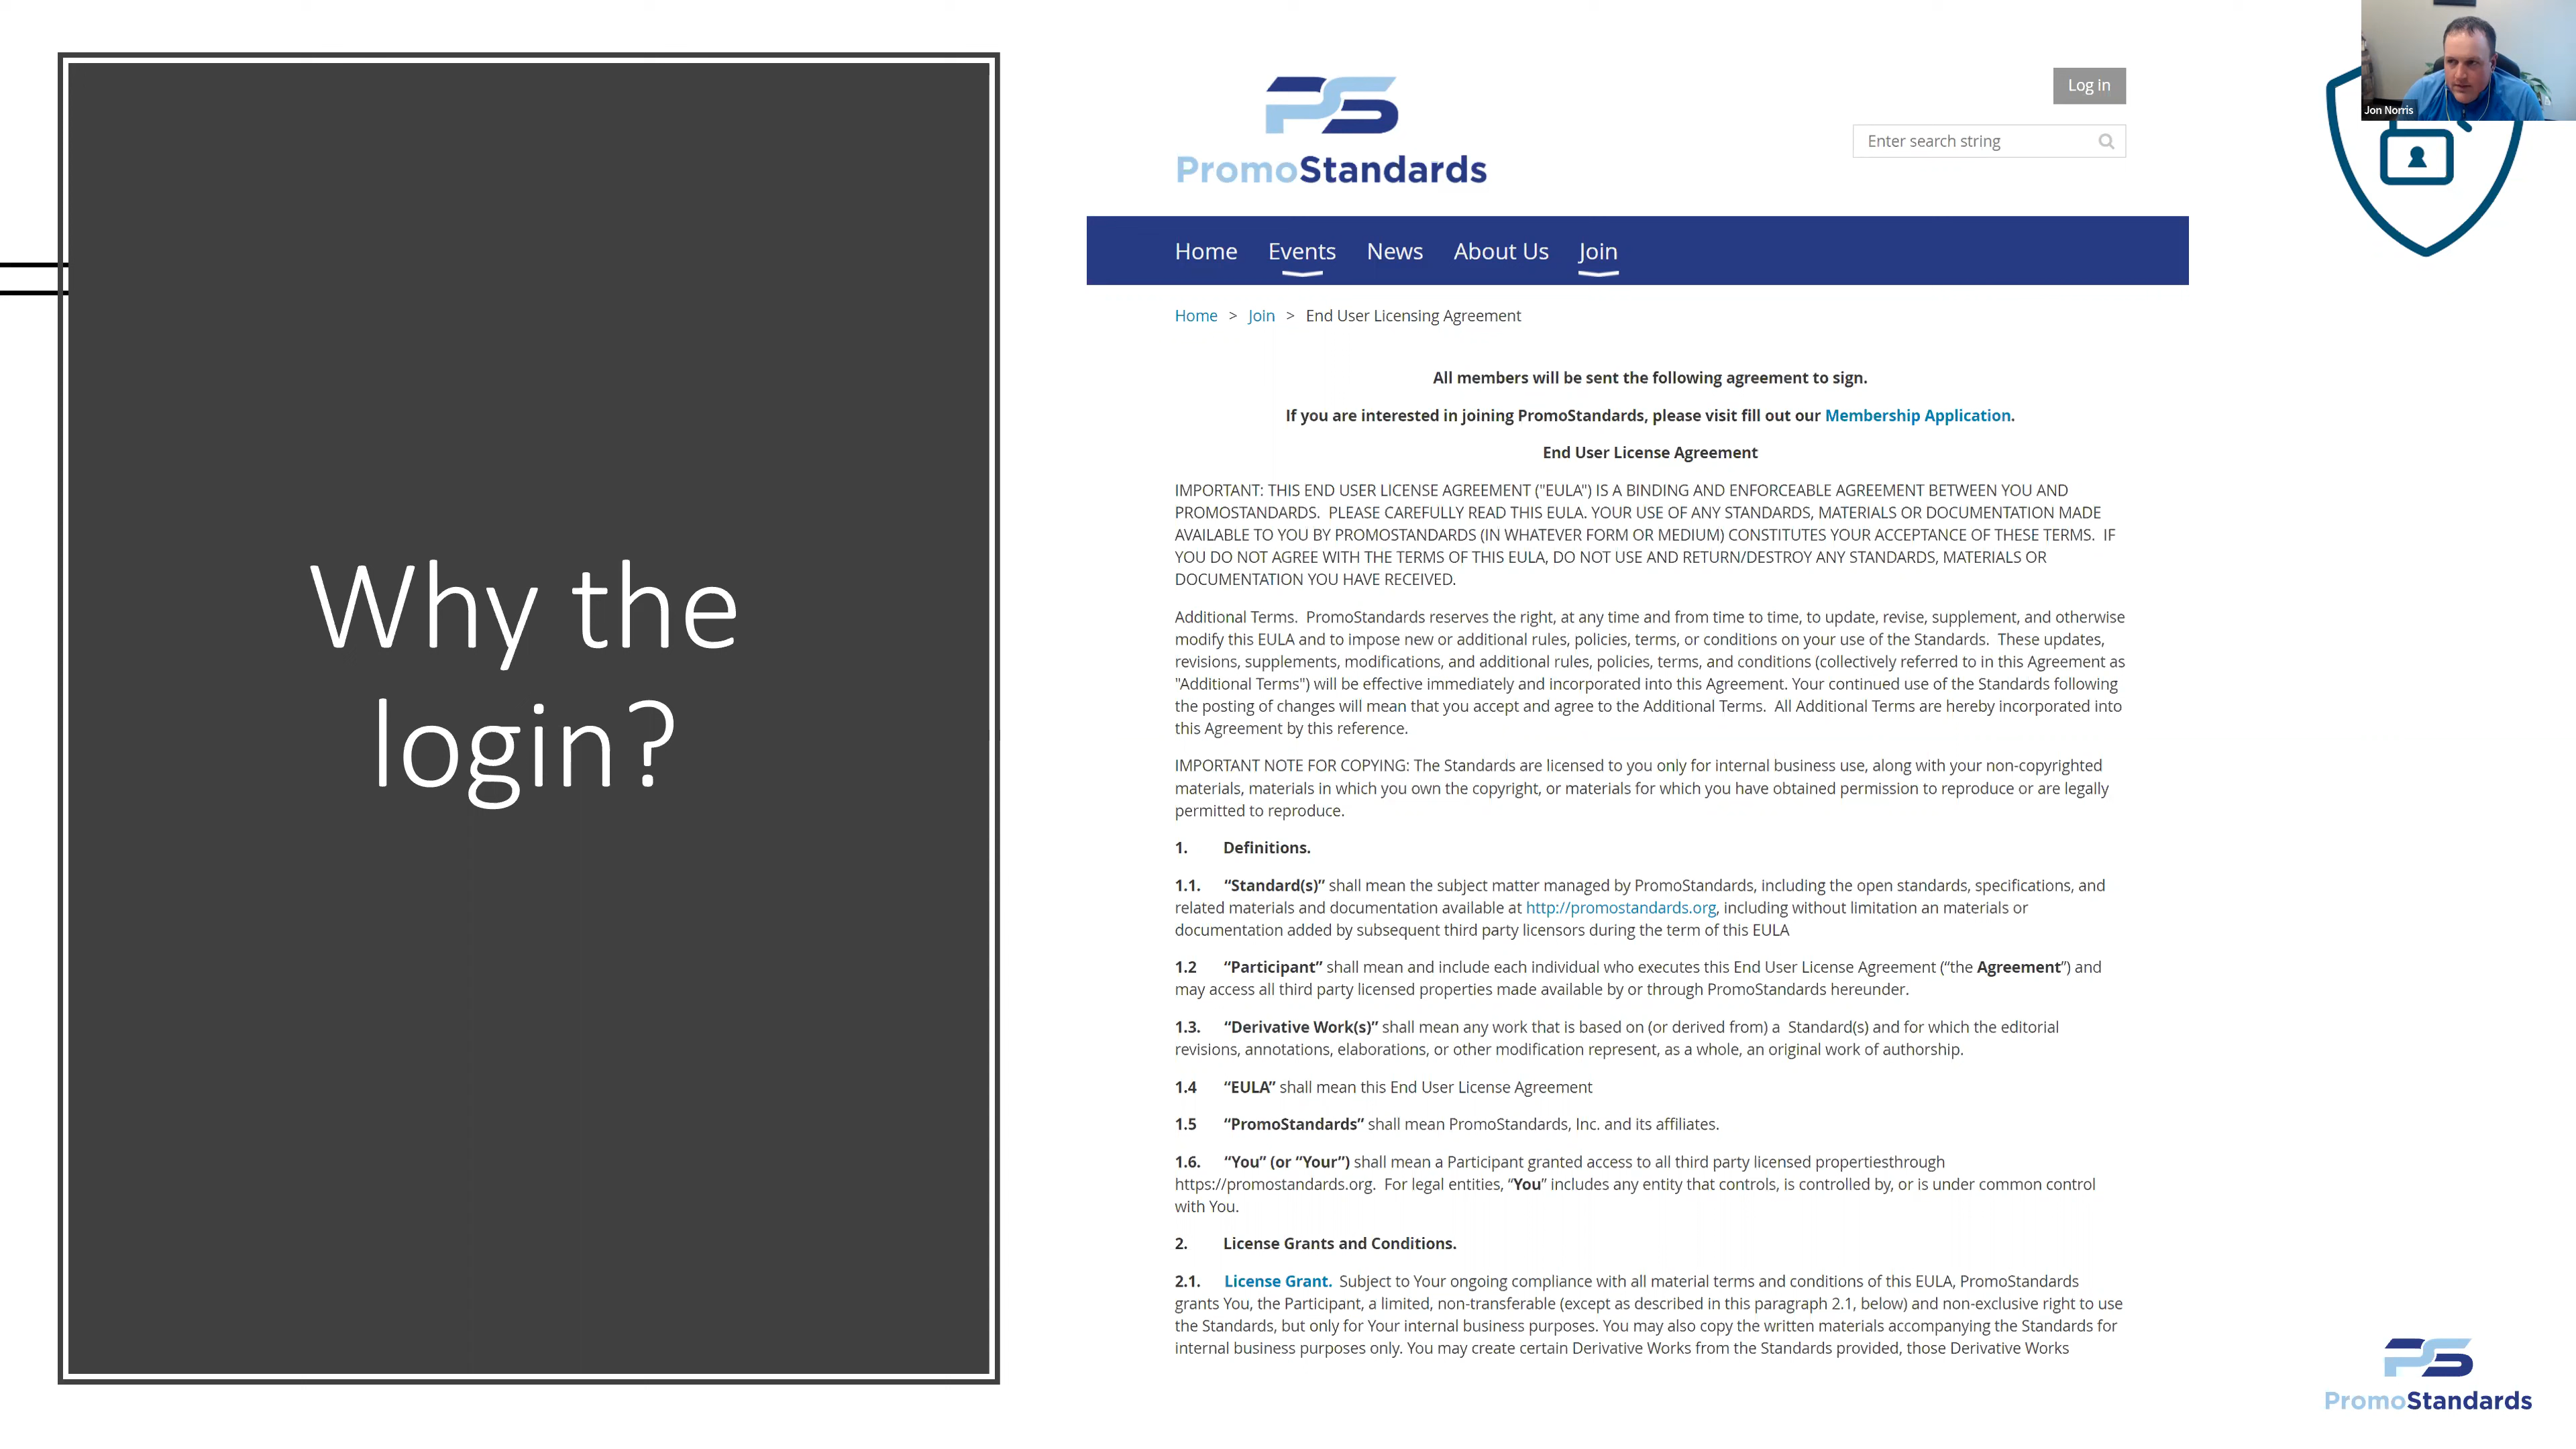 Why the
login?
PromoStandards
Log in
Enter search string
Jon Norris
Home Events News About Us Join
Home > Join > End User Licensing Agreement
All members will be sent the following agreement to sign.
If you are interested in joining PromoStandards, please visit fill out our Membership Application.
End User License Agreement
IMPORTANT: THIS END USER LICENSE AGREEMENT ("EULA") IS A BINDING AND ENFORCEABLE AGREEMENT BETWEEN YOU AND
PROMOSTANDARDS. PLEASE CAREFULLY READ THIS EULA. YOUR USE OF ANY STANDARDS, MATERIALS OR DOCUMENTATION MADE
AVAILABLE TO YOU BY PROMOSTANDARDS (IN WHATEVER FORM OR MEDIUM) CONSTITUTES YOUR ACCEPTANCE OF THESE TERMS. IF
YOU DO NOT AGREE WITH THE TERMS OF THIS EULA, DO NOT USE AND RETURN/DESTROY ANY STANDARDS, MATERIALS OR
DOCUMENTATION YOU HAVE RECEIVED.
Additional Terms. PromoStandards reserves the right, at any time and from time to time, to update, revise, supplement, and otherwise
modify this EULA and to impose new or additional rules, policies, terms, or conditions on your use of the Standards. These updates,
revisions, supplements, modifications, and additional rules, policies, terms, and conditions (collectively referred to in this Agreement as
"Additional Terms") will be effective immediately and incorporated into this Agreement. Your continued use of the Standards following
the posting of changes will mean that you accept and agree to the Additional Terms. All Additional Terms are hereby incorporated into
this Agreement by this reference.
IMPORTANT NOTE FOR COPYING: The Standards are licensed to you only for internal business use, along with your non-copyrighted
materials, materials in which you own the copyright, or materials for which you have obtained permission to reproduce or are legally
permitted to reproduce.
1. Definitions.
1.1. “Standard(s)” shall mean the subject matter managed by PromoStandards, including the open standards, specifications, and
related materials and documentation available at http://promostandards.org, including without limitation an materials or
documentation added by subsequent third party licensors during the term of this EULA
1.2 “Participant” shall mean and include each individual who executes this End User License Agreement (“the Agreement”) and
may access all third party licensed properties made available by or through PromoStandards hereunder.
1.3. “Derivative Work(s)” shall mean any work that is based on (or derived from) a Standard(s) and for which the editorial
revisions, annotations, elaborations, or other modification represent, as a whole, an original work of authorship.
1.4 “EULA” shall mean this End User License Agreement
1.5 “PromoStandards” shall mean PromoStandards, Inc. and its affiliates.
1.6. “You” (or “Your”) shall mean a Participant granted access to all third party licensed propertiesthrough
https://promostandards.org. For legal entities, “You” includes any entity that controls, is controlled by, or is under common control
with You.
2. License Grants and Conditions.
2.1. License Grant. Subject to Your ongoing compliance with all material terms and conditions of this EULA, PromoStandards
grants You, the Participant, a limited, non-transferable (except as described in this paragraph 2.1, below) and non-exclusive right to use
the Standards, but only for Your internal business purposes. You may also copy the written materials accompanying the Standards for
internal business purposes only. You may create certain Derivative Works from the Standards provided, those Derivative Works
PromoStandards